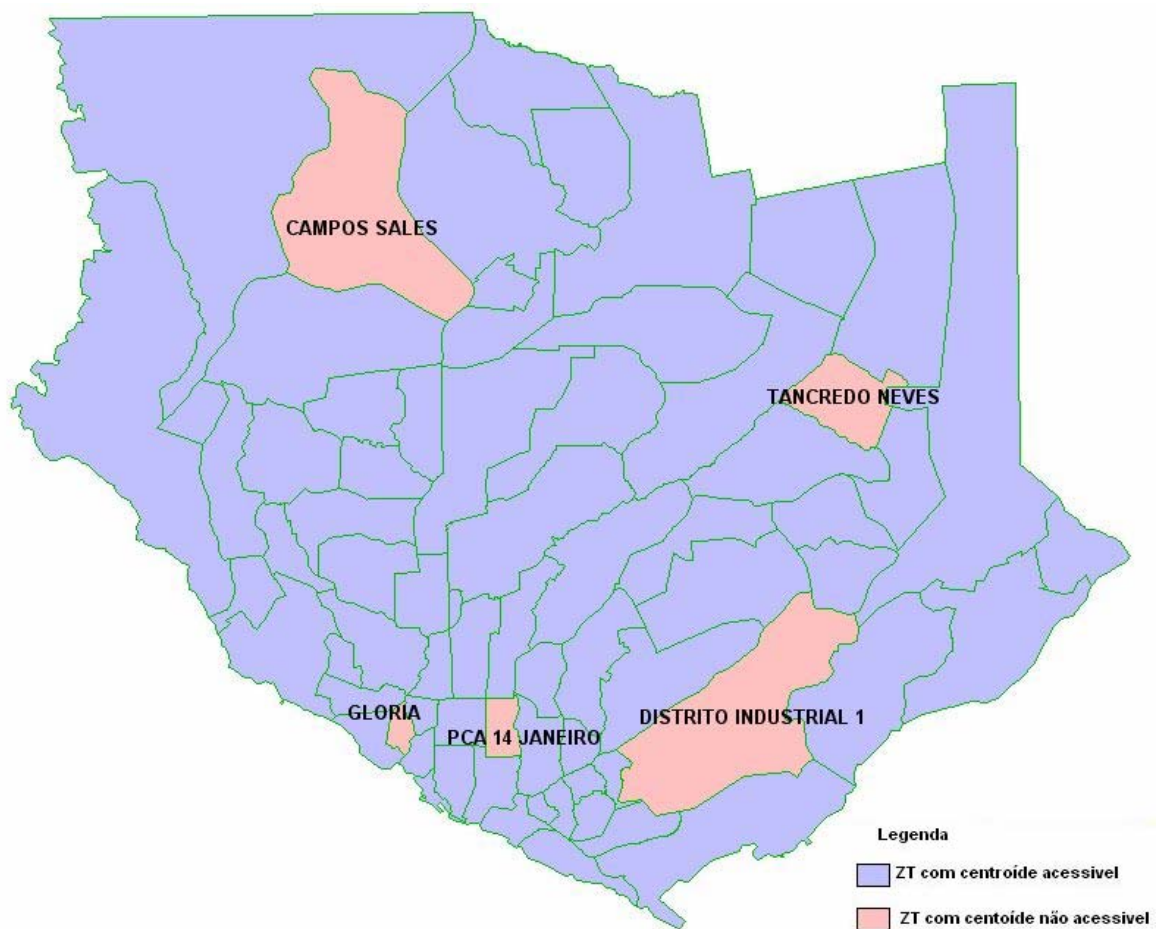 CAMPOS SALES
TANCREDO NEVES
GLORIA
PCA 14 JANEIRO
DISTRITO INDUSTRIAL 1
Legenda
ZT com centroíde acessivel
ZT com centoíde não acessivel